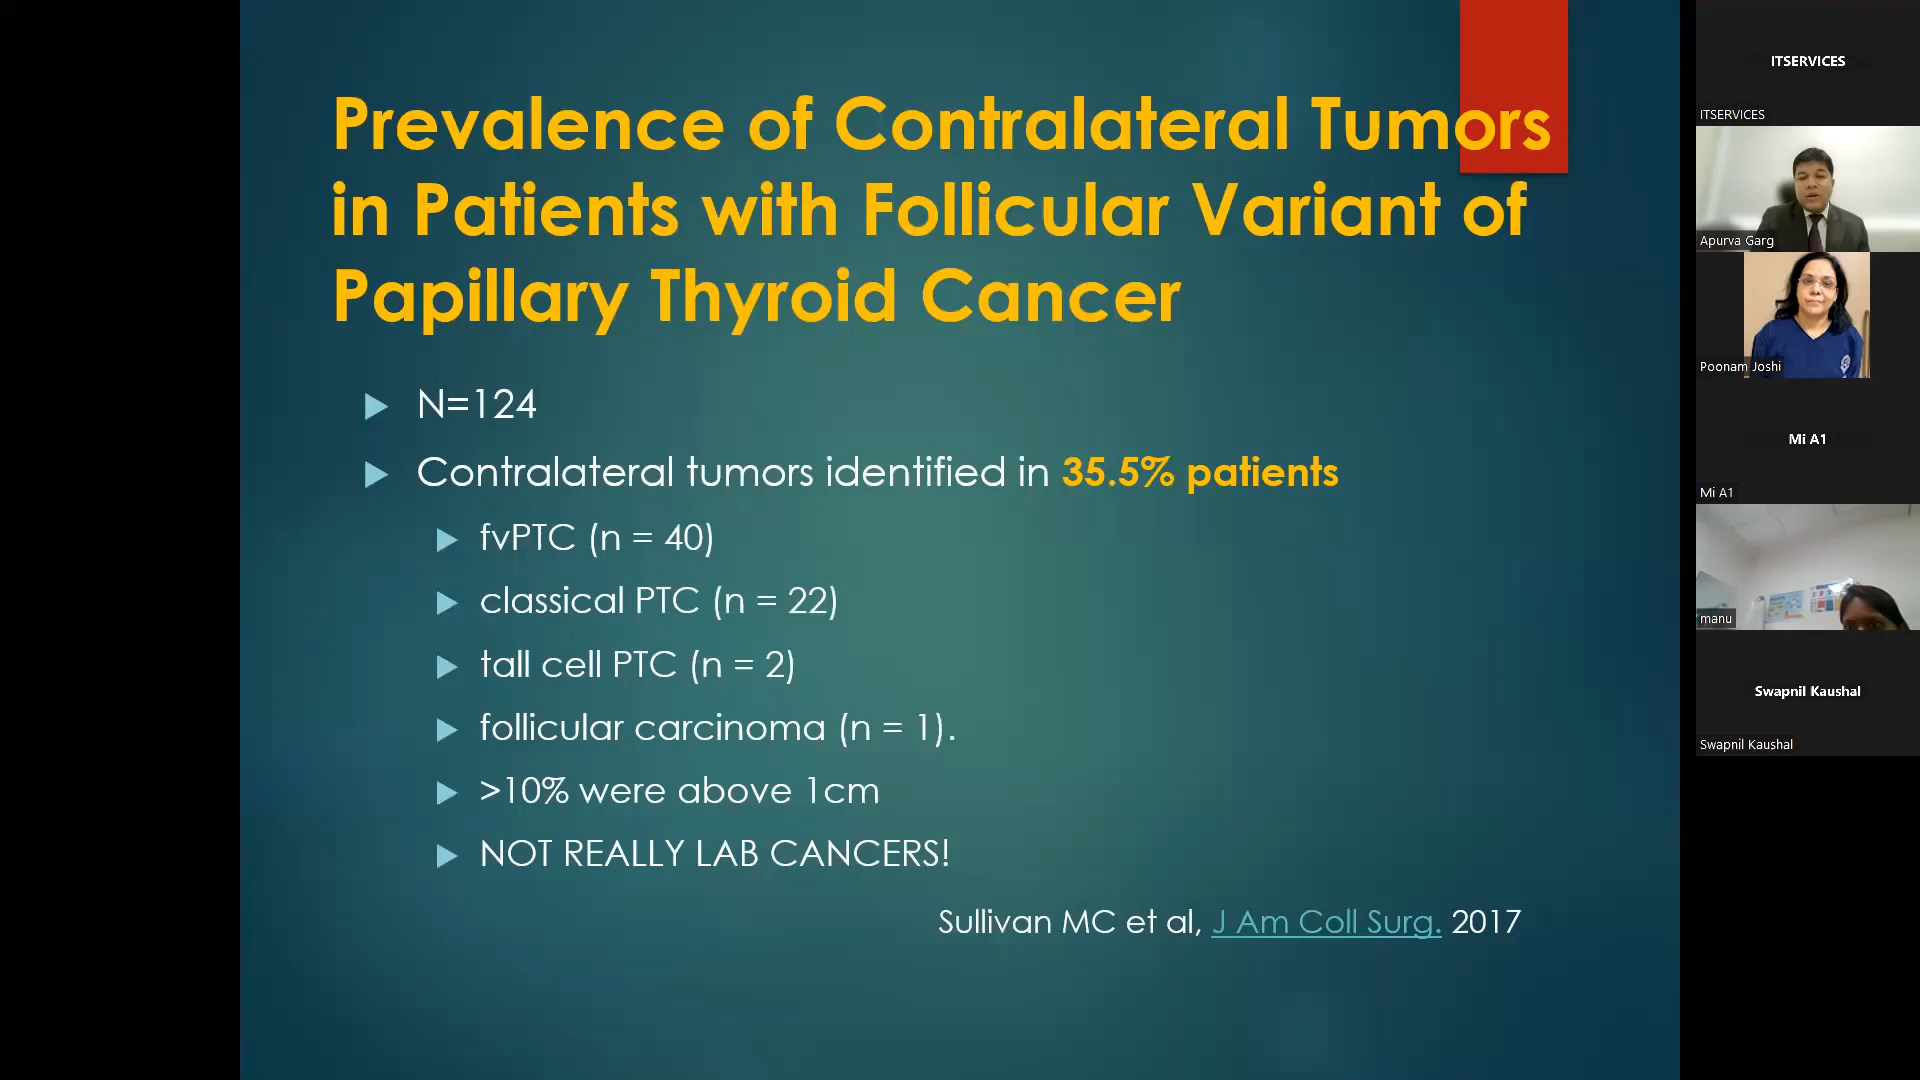 Prevalence of Contralateral Tumors
in Patients with Follicular Variant of
Papillary Thyroid Cancer
N=124
Contralateral tumors identified in 35.5% patients
fvPTC (n = 40)
classical PTC (n = 22)
tall cell PTC (n = 2)
follicular carcinoma (n = 1).
>10% were above 1cm
NOT REALLY LAB CANCERS!
Sullivan MC et al, J Am Coll Surg. 2017
ITSERVICES
ITSERVICES
Apurva Garg
Poonam Joshi
Mi A1
Mi A1
manu
Swapnil Kaushal
Swapnil Kaushal